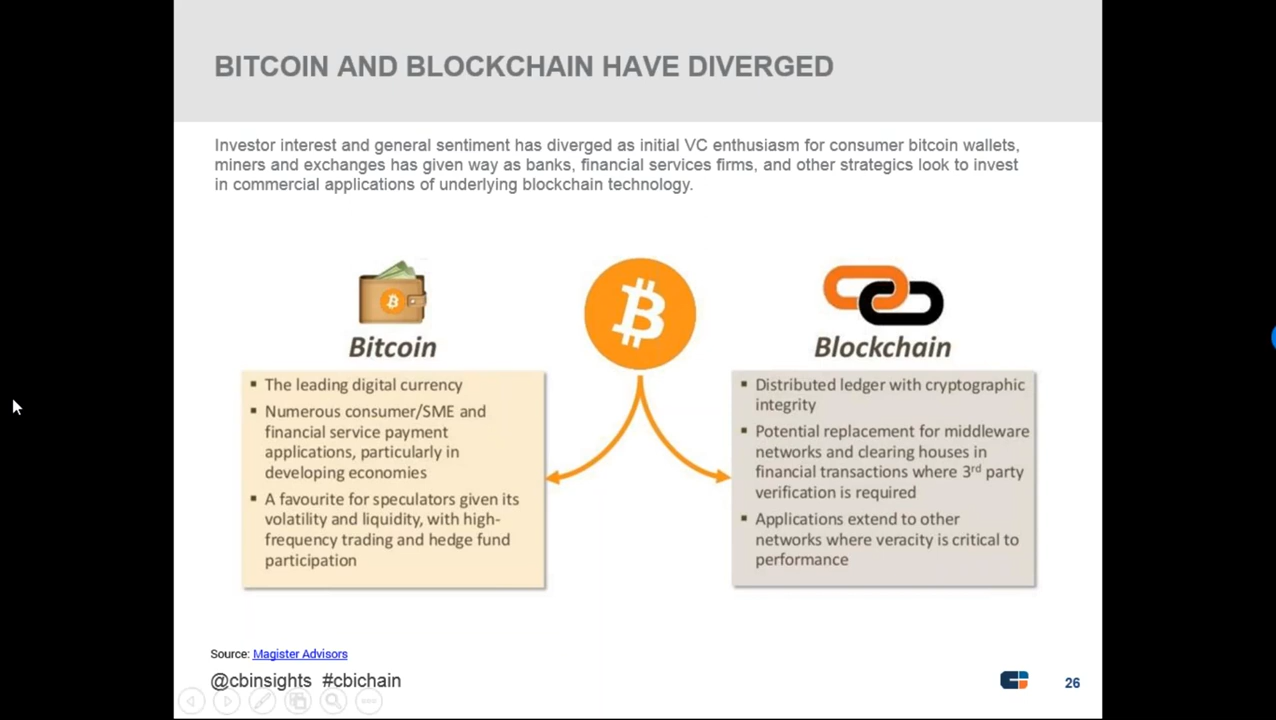 BITCOIN AND BLOCKCHAIN HAVE DIVERGED
Investor interest and general sentiment has diverged as initial VC enthusiasm for consumer bitcoin wallets,
miners and exchanges has given way as banks, financial services firms, and other strategics look to invest
in commercial applications of underlying blockchain technology.
Bitcoin
▪ The leading digital currency
▪ Numerous consumer/SME and
financial service payment
applications, particularly in
developing economies
▪ A favourite for speculators given its
volatility and liquidity, with high-
frequency trading and hedge fund
participation
Blockchain
▪ Distributed ledger with cryptographic
integrity
▪ Potential replacement for middleware
networks and clearing houses in
financial transactions where 3rd party
verification is required
▪ Applications extend to other
networks where veracity is critical to
performance
Source: Magister Advisors
@cbinsights #cbichain
26